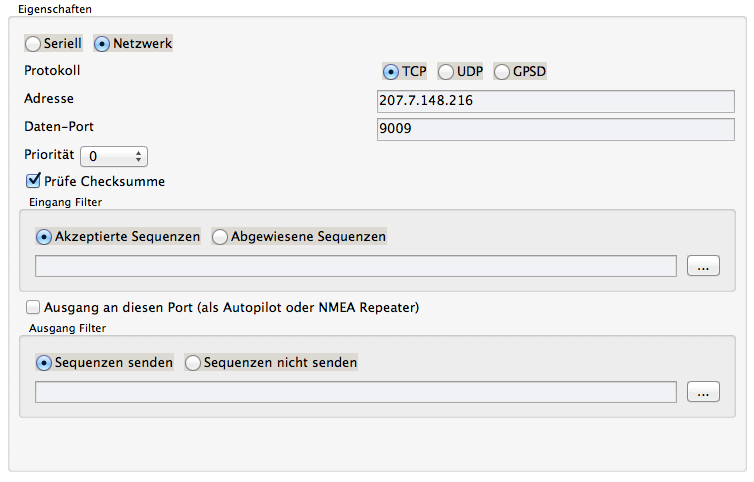 Eigenschaften
Seriell Netzwerk
Protokoll TCP UDP GPSD
Adresse 207.7.148.216
Daten-Port 9009
Priorität 0
Prüfe Checksumme
Eingang Filter
Akzeptierte Sequenzen Abgewiesene Sequenzen
...
Ausgang an diesen Port (als Autopilot oder NMEA Repeater)
Ausgang Filter
Sequenzen senden Sequenzen nicht senden
...